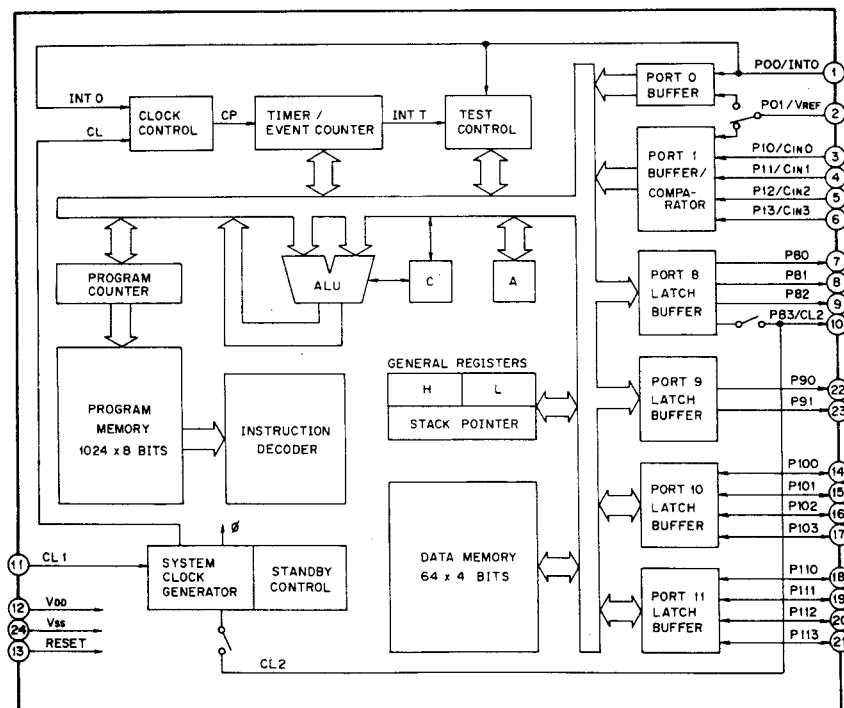 INT 0
CL
CLOCK
CONTROL
CP
TIMER /
EVENT COUNTER
INT T
TEST
CONTROL
PORT 0
BUFFER
P00/INT0
1
P01/VREF
2
PORT 1
BUFFER/
COMPA-
RATOR
P10/CIN0
3
P11/CIN1
4
P12/CIN2
5
P13/CIN3
6
PROGRAM
COUNTER
ALU
C
A
PORT 8
LATCH
BUFFER
P80
7
P81
8
P82
9
P83/CL2
10
PROGRAM
MEMORY
1024 x 8 BITS
INSTRUCTION
DECODER
GENERAL REGISTERS
H
L
STACK POINTER
PORT 9
LATCH
BUFFER
P90
22
P91
23
PORT 10
LATCH
BUFFER
P100
14
P101
15
P102
16
P103
17
11
CL1
ø
SYSTEM
CLOCK
GENERATOR
STANDBY
CONTROL
DATA MEMORY
64 x 4 BITS
PORT 11
LATCH
BUFFER
P110
18
P111
19
P112
20
P113
21
12
VDD
24
VSS
13
RESET
CL2